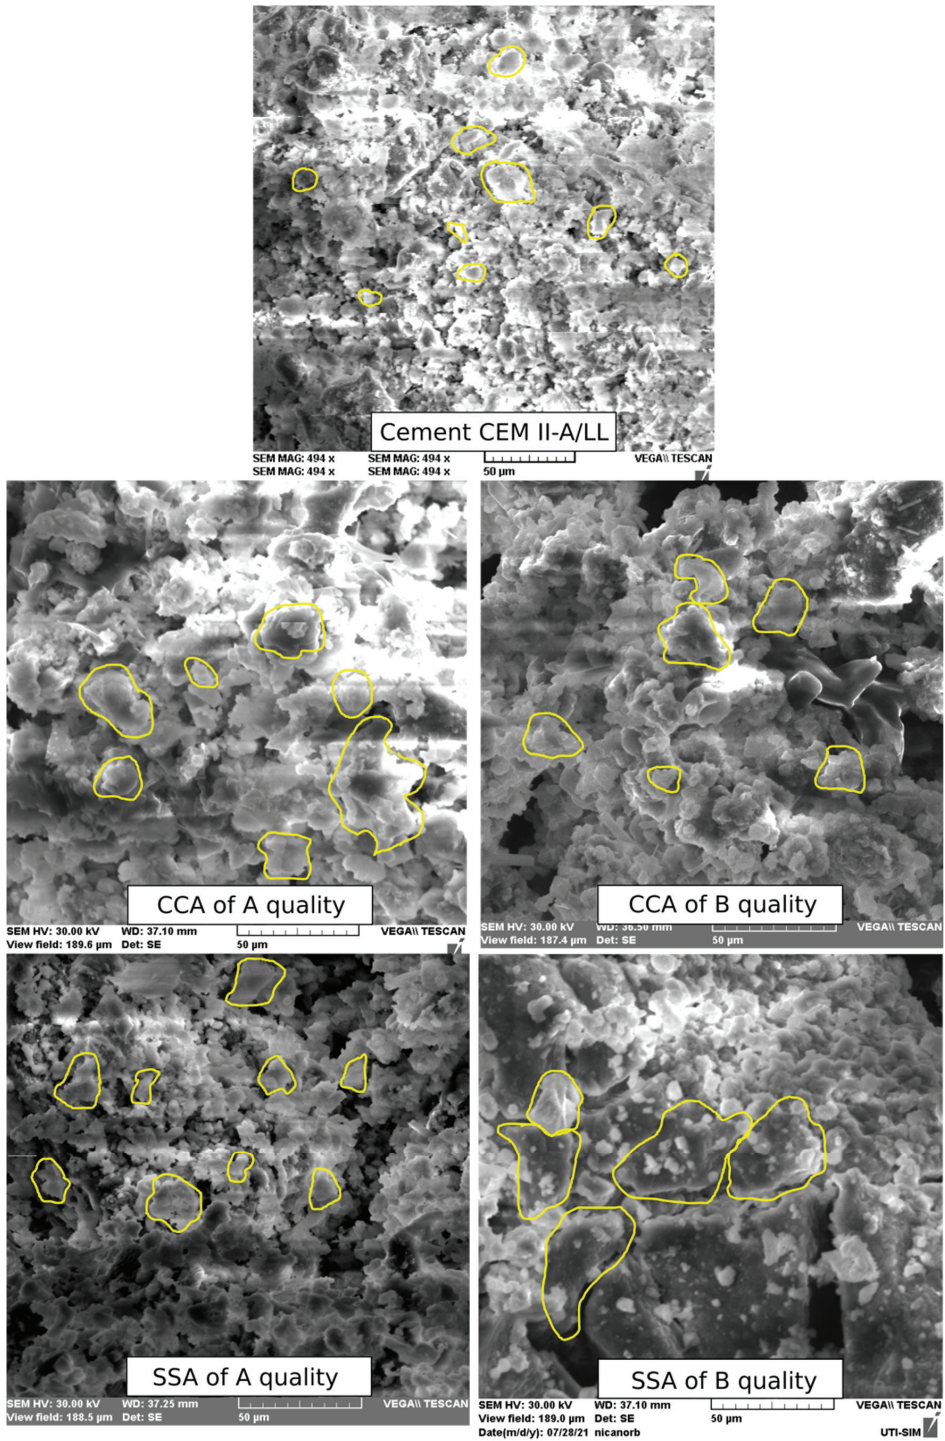 Cement CEM II-A/LL
SEM MAG: 494 x SEM MAG: 494 x VEGA\\ TESCAN
SEM MAG: 494 x SEM MAG: 494 x 50 µm
CCA of A quality
SEM HV: 30.00 kV WD: 37.10 mm VEGA\\ TESCAN
View field: 189.6 µm Det: SE 50 µm
CCA of B quality
SEM HV: 30.00 kV WD: 36.50 mm VEGA\\ TESCAN
View field: 187.4 µm Det: SE 50 µm
SSA of A quality
SEM HV: 30.00 kV WD: 37.25 mm VEGA\\ TESCAN
View field: 188.5 µm Det: SE 50 µm
SSA of B quality
SEM HV: 30.00 kV WD: 37.10 mm VEGA\\ TESCAN
View field: 189.0 µm Det: SE 50 µm
Date(m/d/y): 07/28/21 nicanorb UTI-SIM